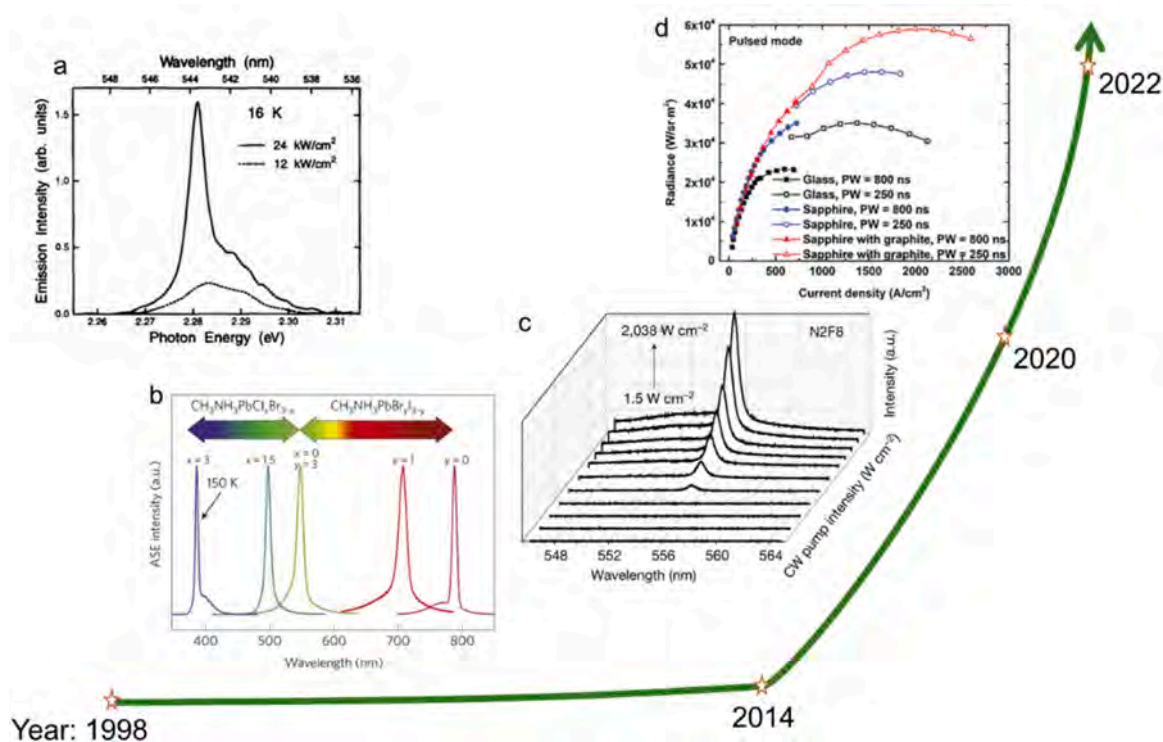 a
Wavelength (nm)
548 546 544 542 540 538 536
16 K
24 kW/cm²
12 kW/cm²
Emission intensity (arb. units)
1.5
1.0
0.5
0.0
2.26 2.27 2.28 2.29 2.30 2.31
Photon Energy (eV)
b
CH₃NH₃PbClₓBr₃₋ₓ
CH₃NH₃PbBrᵧI₃₋ᵧ
x = 3
x = 1.5
x = 0
y = 3
y = 1
y = 0
150 K
ASE intensity (a.u.)
400 500 600 700 800
Wavelength (nm)
c
2,038 W cm⁻²
1.5 W cm⁻²
N2F8
Intensity (a.u.)
CW pump intensity (W cm⁻²)
548 552 556 560 564
Wavelength (nm)
d
Pulsed mode
Radiance (W/sr·m²)
6x10⁴
5x10⁴
4x10⁴
3x10⁴
2x10⁴
1x10⁴
0
Glass, PW = 800 ns
Glass, PW = 250 ns
Sapphire, PW = 800 ns
Sapphire, PW = 250 ns
Sapphire with graphite, PW = 800 ns
Sapphire with graphite, PW = 250 ns
0 500 1000 1500 2000 2500 3000
Current density (A/cm²)
2022
2020
2014
Year: 1998